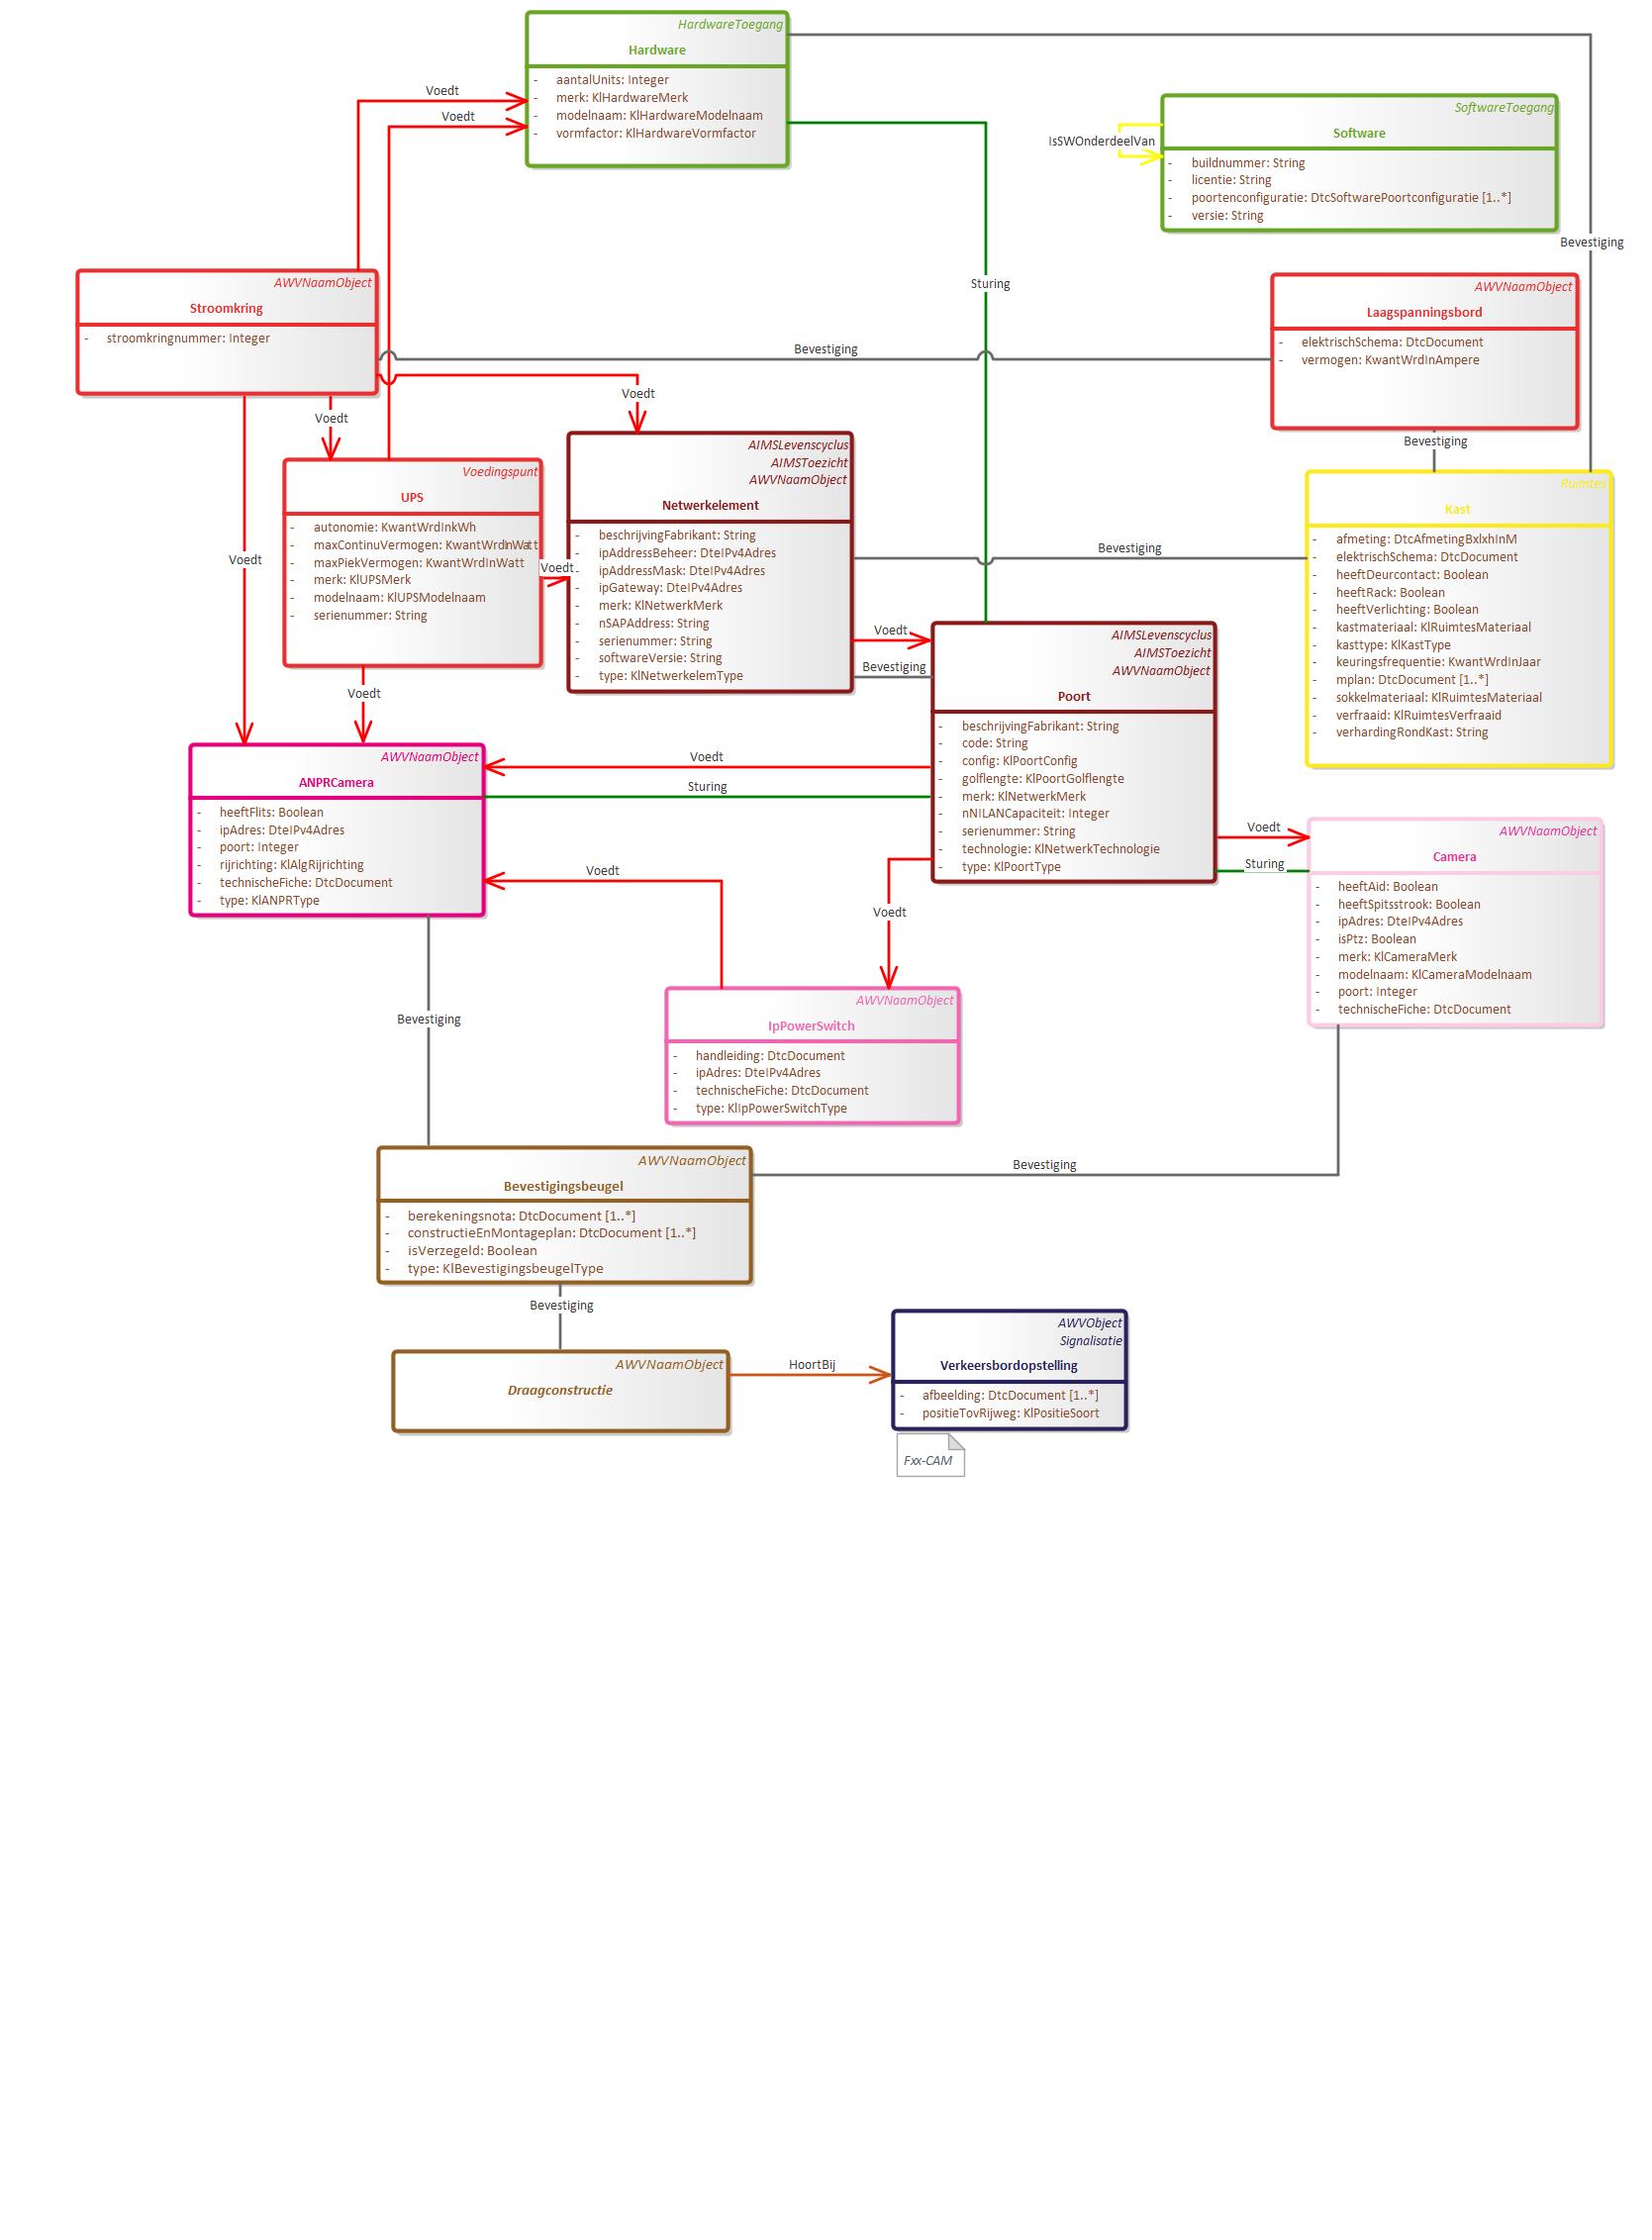 HardwareToegang
Hardware
- aantalUnits: Integer
- merk: KlHardwareMerk
- modelnaam: KlHardwareModelnaam
- vormfactor: KlHardwareVormfactor
Voedt
Voedt
SoftwareToegang
Software
- buildnummer: String
- licentie: String
- poortenconfiguratie: DtcSoftwarePoortconfiguratie [1..*]
- versie: String
IsSWOnderdeelVan
Bevestiging
Sturing
AWVNaamObject
Stroomkring
- stroomkringnummer: Integer
AWVNaamObject
Laagspanningsbord
- elektrischSchema: DtcDocument
- vermogen: KwantWrdInAmpere
Bevestiging
Voedt
Voedt
Bevestiging
Voedingspunt
UPS
- autonomie: KwantWrdInkWh
- maxContinuVermogen: KwantWrdInWatt
- maxPiekVermogen: KwantWrdInWatt
- merk: KlUPSMerk
- modelnaam: KlUPSModelnaam
- serienummer: String
Voedt
Voedt
AIMSLevenscyclus
AIMSToezicht
AWVNaamObject
Netwerkelement
- beschrijvingFabrikant: String
- ipAddressBeheer: DteIPv4Adres
- ipAddressMask: DteIPv4Adres
- ipGateway: DteIPv4Adres
- merk: KlNetwerkMerk
- nSAPAddress: String
- serienummer: String
- softwareVersie: String
- type: KlNetwerkelemType
Bevestiging
Ruimtes
Kast
- afmeting: DtcAfmetingBxlxhInM
- elektrischSchema: DtcDocument
- heeftDeurcontact: Boolean
- heeftRack: Boolean
- heeftVerlichting: Boolean
- kastmateriaal: KlRuimtesMateriaal
- kasttype: KlKastType
- keuringsfrequentie: KwantWrdInJaar
- mplan: DtcDocument [1..*]
- sokkelmateriaal: KlRuimtesMateriaal
- verfraaid: KlRuimtesVerfraaid
- verhardingRondKast: String
Voedt
Bevestiging
Voedt
AIMSLevenscyclus
AIMSToezicht
AWVNaamObject
Poort
- beschrijvingFabrikant: String
- code: String
- config: KlPoortConfig
- golflengte: KlPoortGolflengte
- merk: KlNetwerkMerk
- nNILANCapaciteit: Integer
- serienummer: String
- technologie: KlNetwerkTechnologie
- type: KlPoortType
AWVNaamObject
ANPRCamera
- heeftFlits: Boolean
- ipAdres: DteIPv4Adres
- poort: Integer
- rijrichting: KlAlgRijrichting
- technischeFiche: DtcDocument
- type: KlANPRType
Voedt
Sturing
Voedt
Voedt
Voedt
Sturing
AWVNaamObject
Camera
- heeftAid: Boolean
- heeftSpitsstrook: Boolean
- ipAdres: DteIPv4Adres
- isPtz: Boolean
- merk: KlCameraMerk
- modelnaam: KlCameraModelnaam
- poort: Integer
- technischeFiche: DtcDocument
Bevestiging
AWVNaamObject
IpPowerSwitch
- handleiding: DtcDocument
- ipAdres: DteIPv4Adres
- technischeFiche: DtcDocument
- type: KlIpPowerSwitchType
AWVNaamObject
Bevestigingsbeugel
- berekeningsnota: DtcDocument [1..*]
- constructieEnMontageplan: DtcDocument [1..*]
- isVerzegeld: Boolean
- type: KlBevestigingsbeugelType
Bevestiging
Bevestiging
AWVNaamObject
Draagconstructie
HoortBij
AWVObject
Signalisatie
Verkeersbordopstelling
- afbeelding: DtcDocument [1..*]
- positieTovRijweg: KlPositieSoort
Fxx-CAM